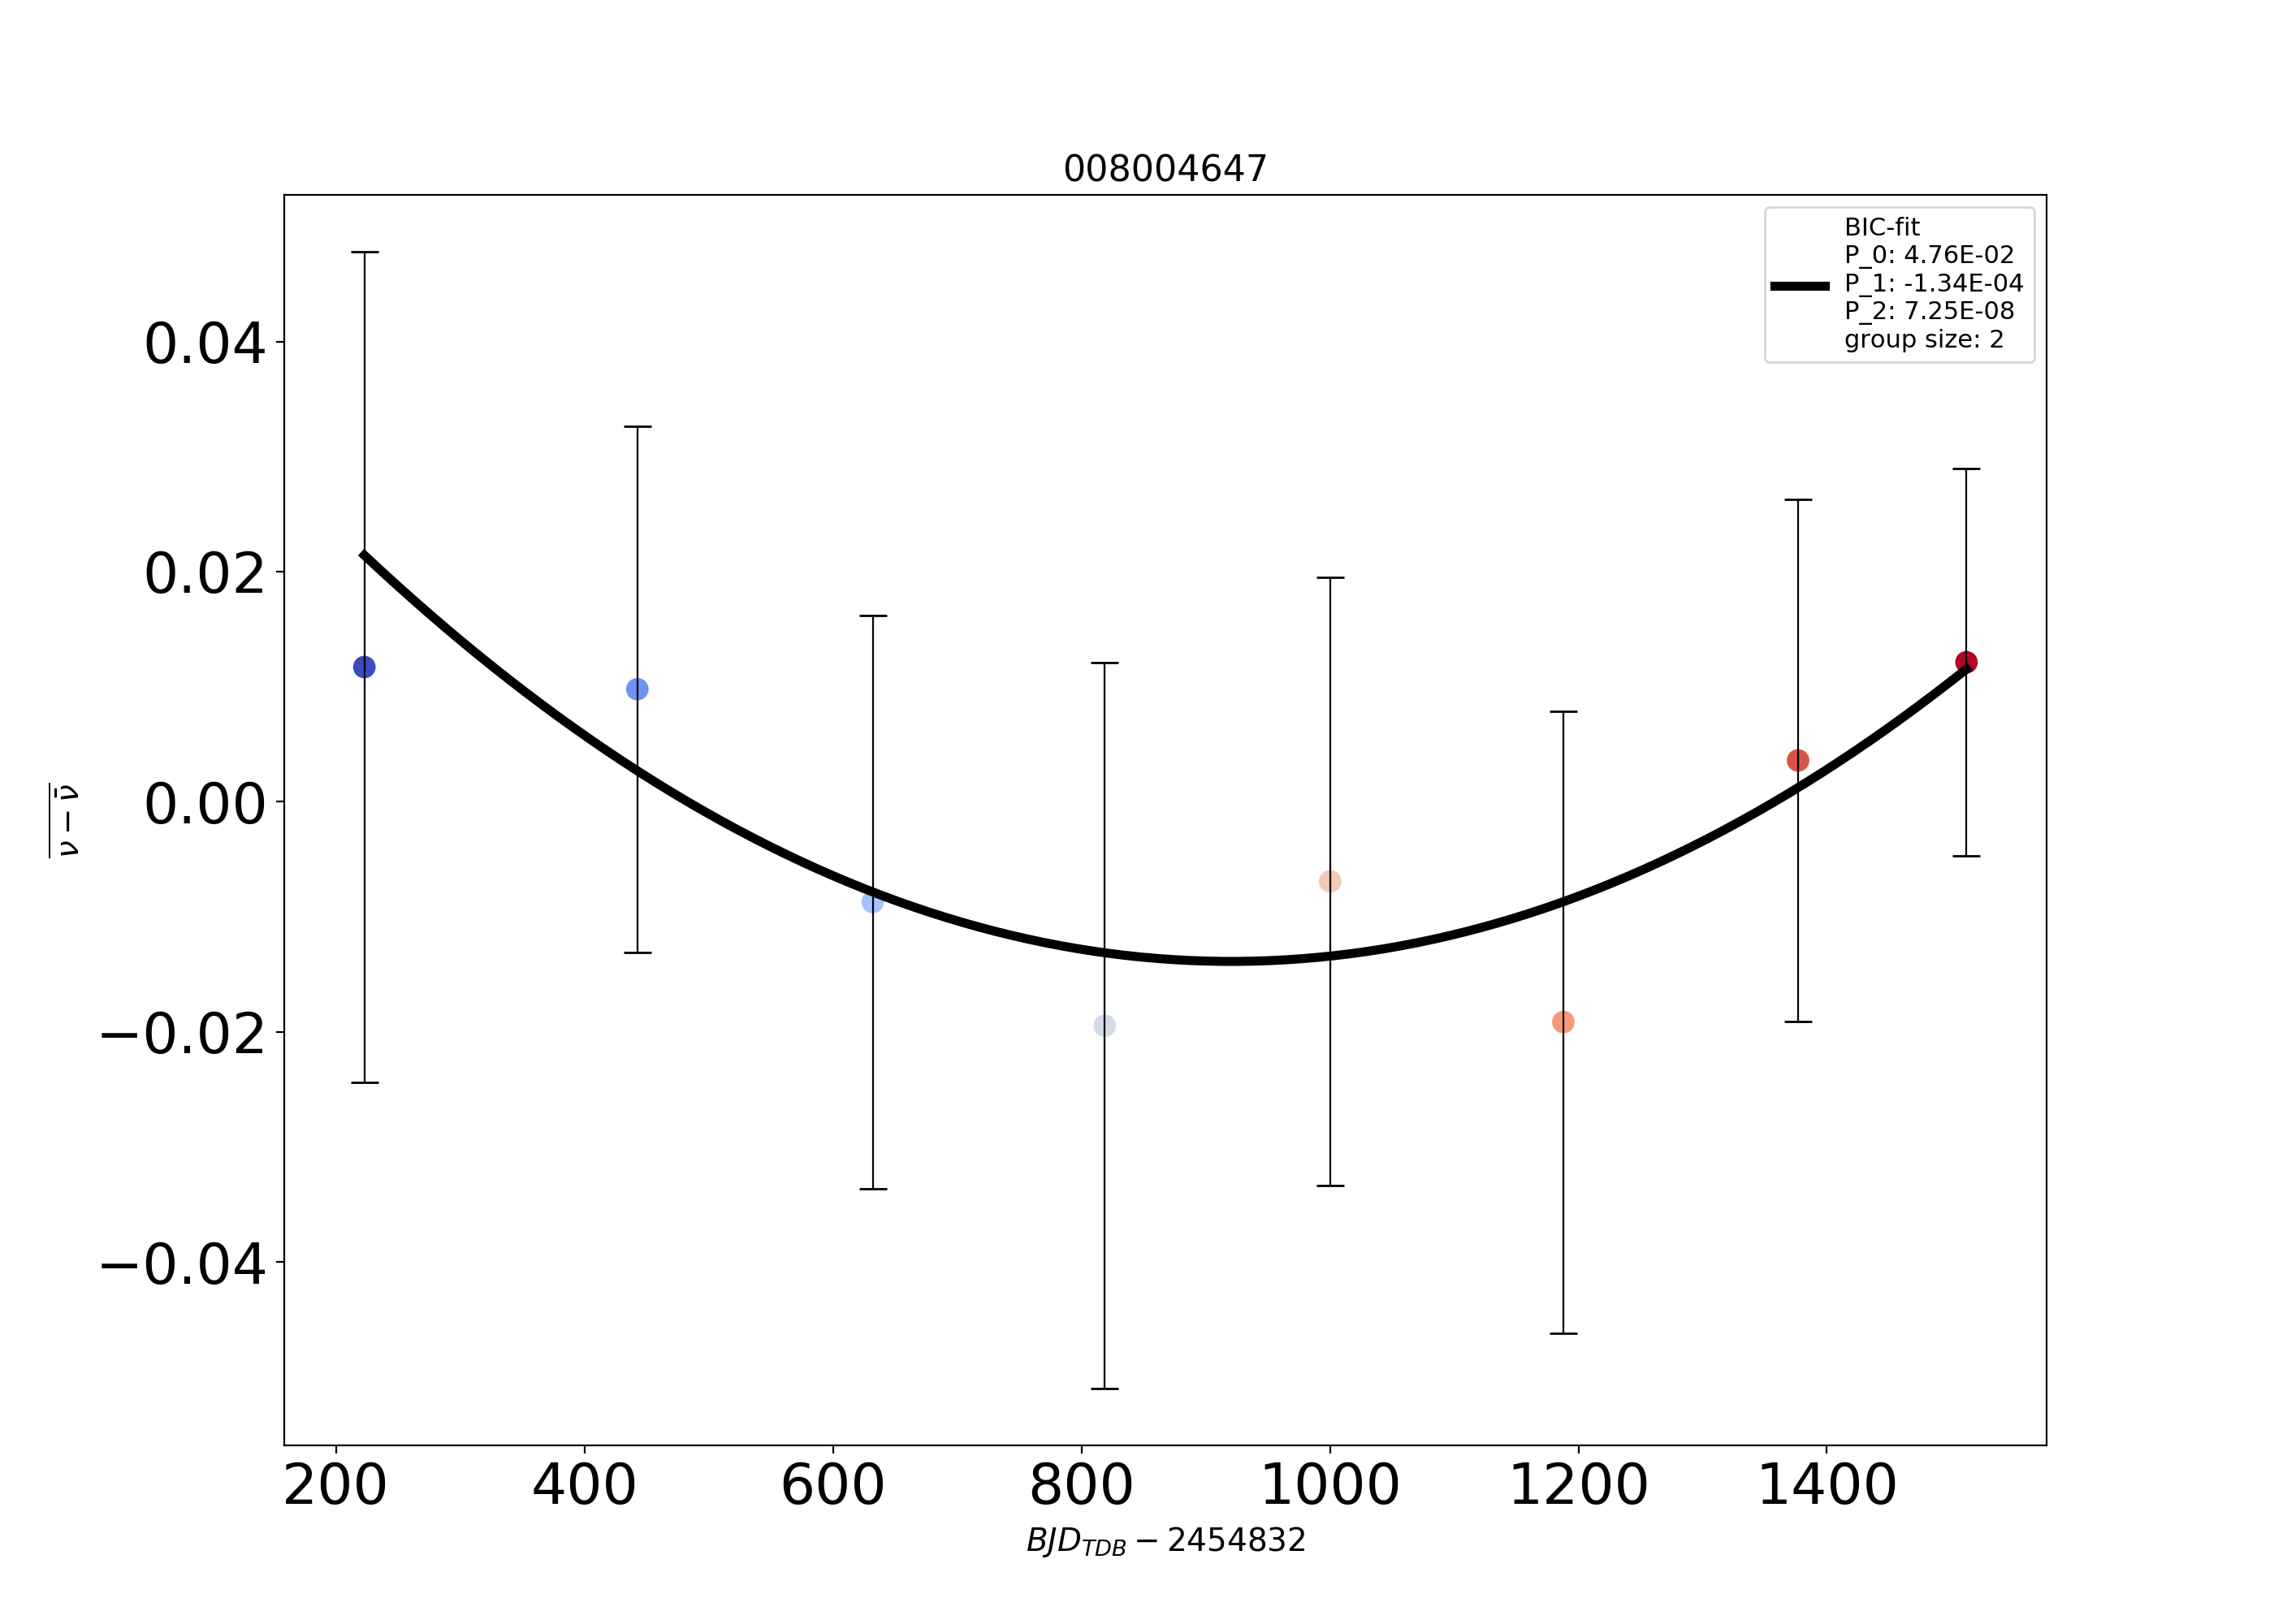 008004647
BIC-fit
P_0: 4.76E-02
P_1: -1.34E-04
P_2: 7.25E-08
group size: 2
0.04
0.02
0.00
−0.02
−0.04
ν − ν̄
200 400 600 800 1000 1200 1400
BJD_TDB − 2454832